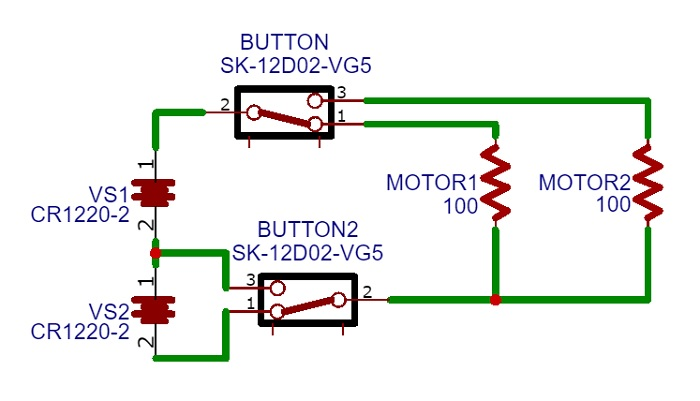 BUTTON
SK-12D02-VG5
2
3
1
1
VS1
CR1220-2
2
MOTOR1
100
MOTOR2
100
BUTTON2
SK-12D02-VG5
3
1
2
1
VS2
CR1220-2
2